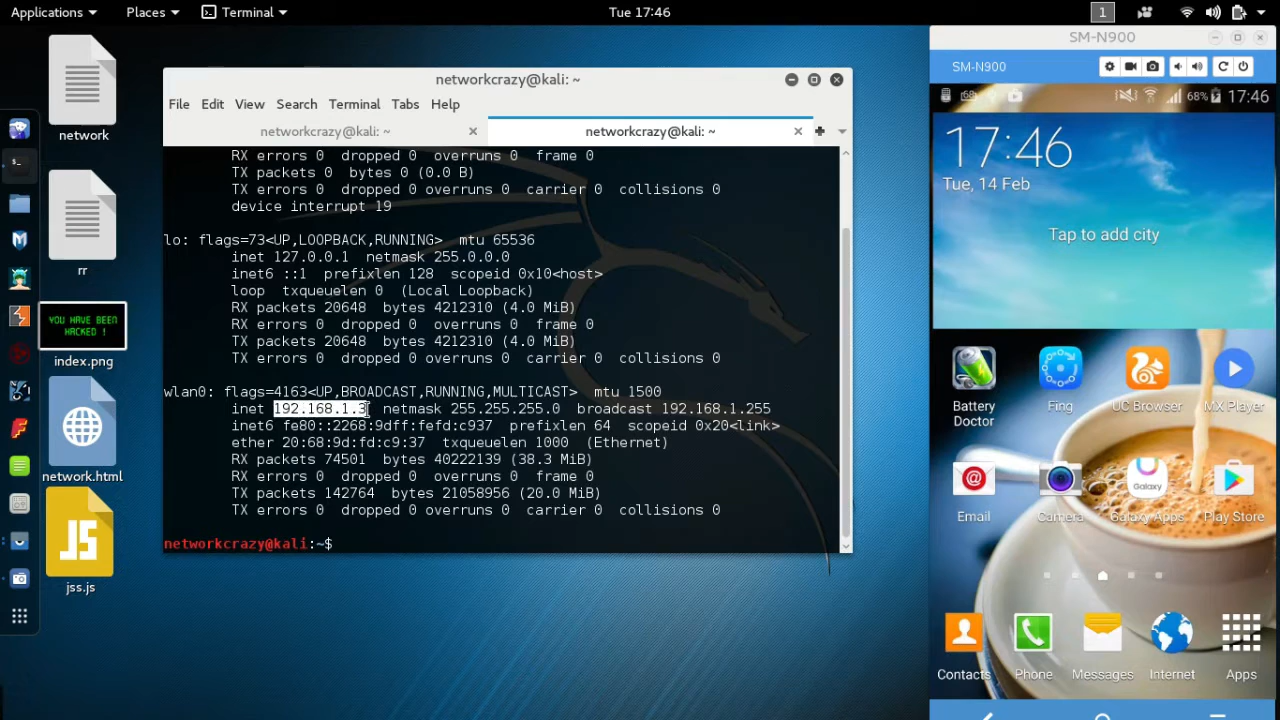 Applications Places Terminal Tue 17:46 1
network
rr
YOU HAVE BEEN
HACKED !
index.png
network.html
JS
jss.js
networkcrazy@kali: ~
File Edit View Search Terminal Tabs Help
networkcrazy@kali: ~ networkcrazy@kali: ~
RX errors 0 dropped 0 overruns 0 frame 0
TX packets 0 bytes 0 (0.0 B)
TX errors 0 dropped 0 overruns 0 carrier 0 collisions 0
device interrupt 19
lo: flags=73<UP,LOOPBACK,RUNNING> mtu 65536
inet 127.0.0.1 netmask 255.0.0.0
inet6 ::1 prefixlen 128 scopeid 0x10<host>
loop txqueuelen 0 (Local Loopback)
RX packets 20648 bytes 4212310 (4.0 MiB)
RX errors 0 dropped 0 overruns 0 frame 0
TX packets 20648 bytes 4212310 (4.0 MiB)
TX errors 0 dropped 0 overruns 0 carrier 0 collisions 0
wlan0: flags=4163<UP,BROADCAST,RUNNING,MULTICAST> mtu 1500
inet 192.168.1.3 netmask 255.255.255.0 broadcast 192.168.1.255
inet6 fe80::2268:9dff:fefd:c937 prefixlen 64 scopeid 0x20<link>
ether 20:68:9d:fd:c9:37 txqueuelen 1000 (Ethernet)
RX packets 74501 bytes 40222139 (38.3 MiB)
RX errors 0 dropped 0 overruns 0 frame 0
TX packets 142764 bytes 21058956 (20.0 MiB)
TX errors 0 dropped 0 overruns 0 carrier 0 collisions 0
networkcrazy@kali:~$
SM-N900
SM-N900
68% 17:46
17:46
Tue, 14 Feb
Tap to add city
Battery Doctor
Fing
UC Browser
MX Player
Email
Camera
Galaxy
Galaxy Apps
Play Store
Contacts
Phone
Messages
Internet
Apps